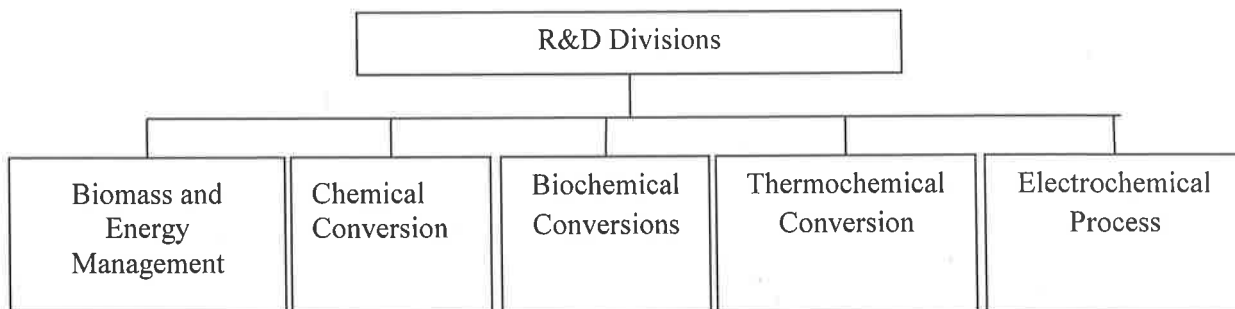 R&D Divisions
Biomass and
Energy
Management
Chemical
Conversion
Biochemical
Conversions
Thermochemical
Conversion
Electrochemical
Process